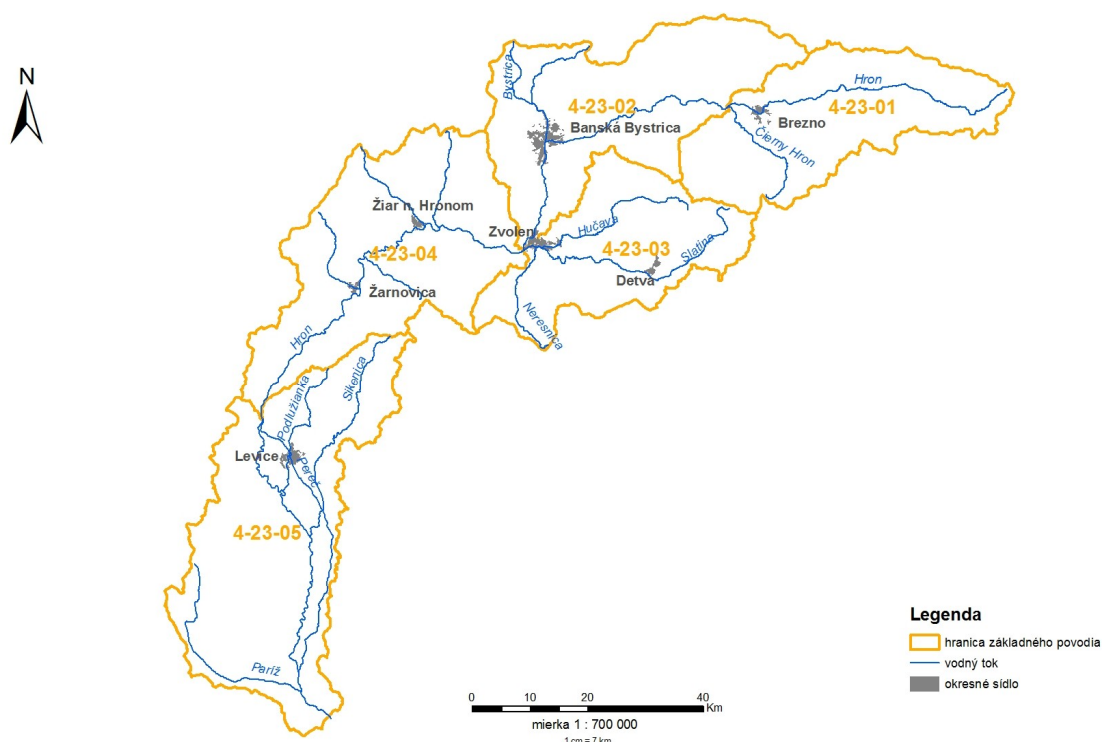 N
Bystrica
4-23-02
Hron
4-23-01
Banská Bystrica
Brezno
Čierny Hron
Žiar n. Hronom
Zvolen
Hučava
4-23-03
Slatina
4-23-04
Detva
Žarnovica
Neresnica
Hron
Podlužianka
Sikenica
Levice
Perec
4-23-05
Paríž
Legenda
hranica základného povodia
vodný tok
okresné sídlo
0 10 20 40
Km
mierka 1 : 700 000
1 cm = 7 km